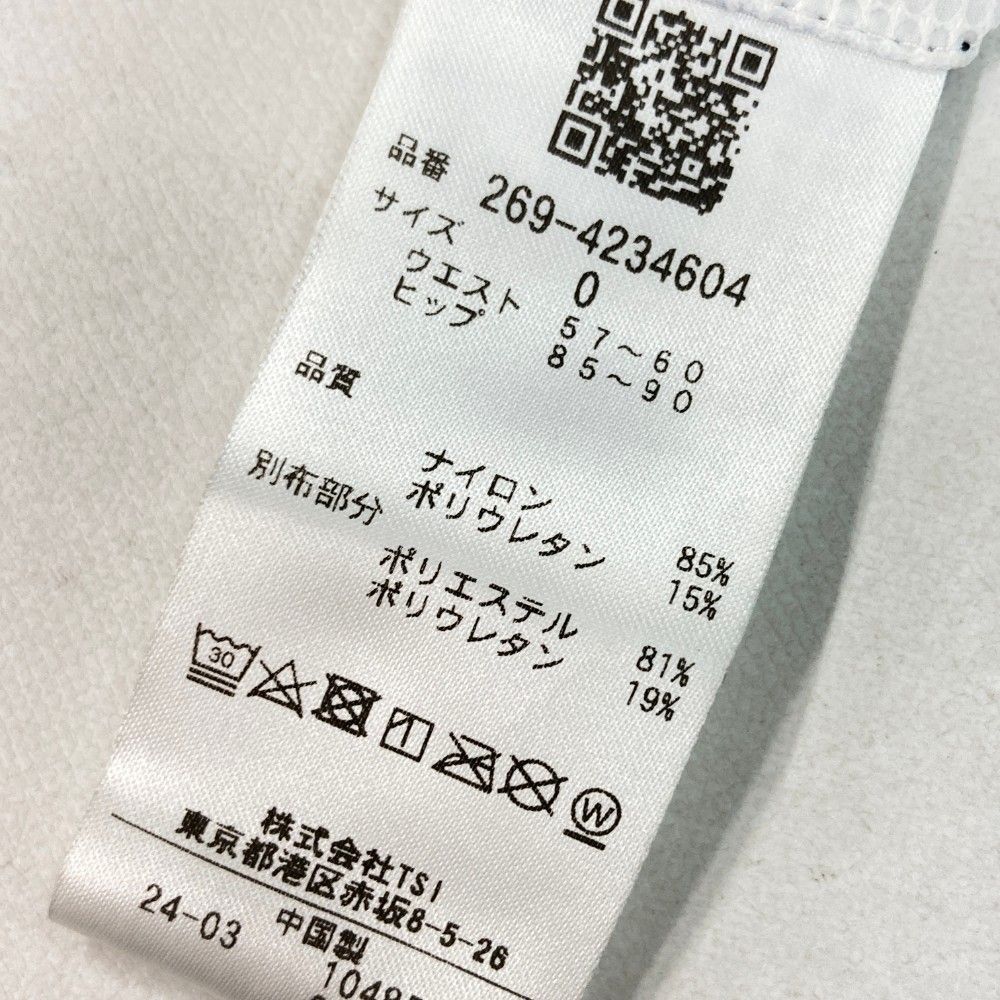 品番 269-4234604
サイズ 0
ウエスト 57~60
ヒップ 85~90
品質
ナイロン 85%
ポリウレタン 15%
別布部分
ポリエステル 81%
ポリウレタン 19%
30
W
株式会社TSI
東京都港区赤坂8-5-26
24-03 中国製